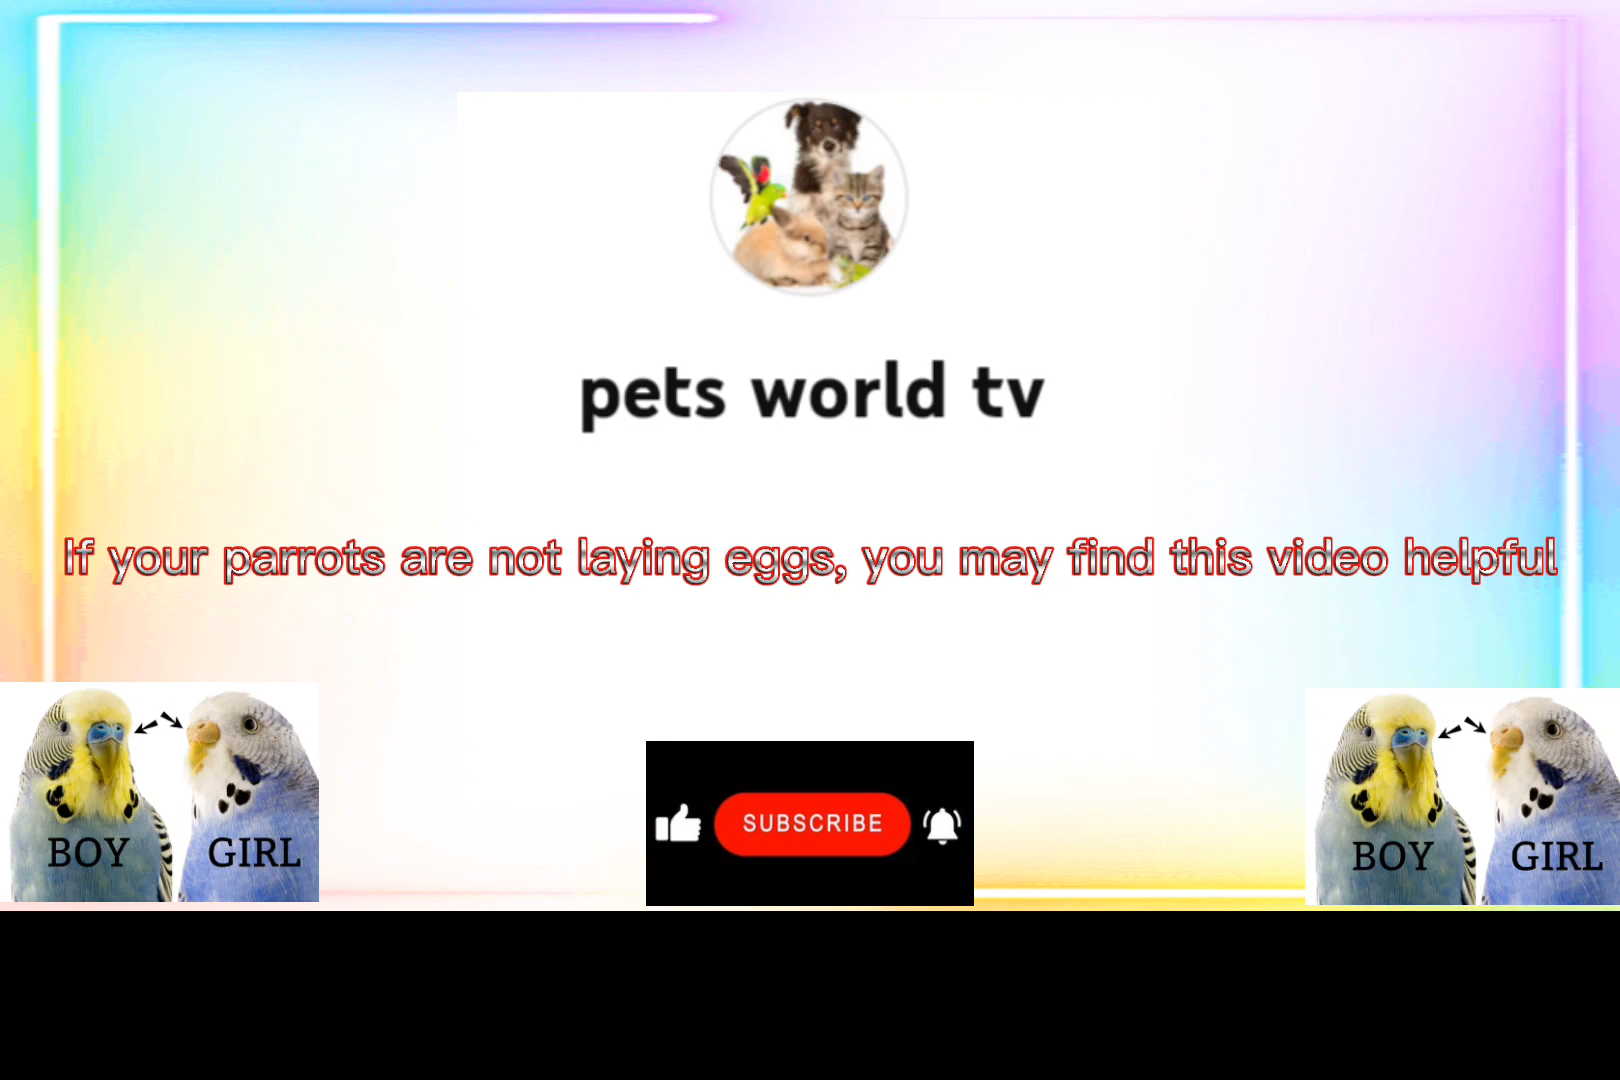 pets world tv
If your parrots are not laying eggs, you may find this video helpful
BOY GIRL
SUBSCRIBE
BOY GIRL